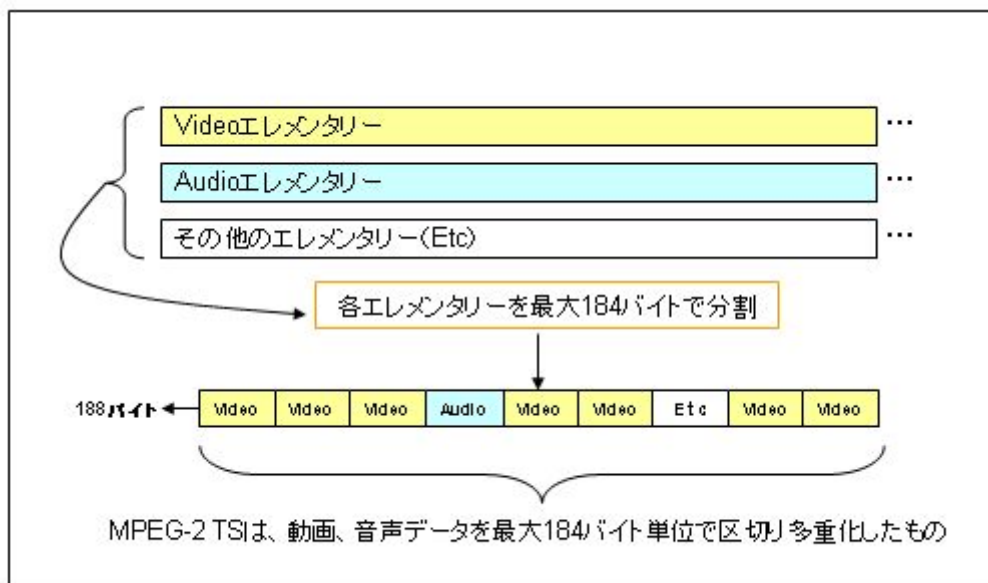 Videoエレメンタリー …
Audioエレメンタリー …
その他のエレメンタリー(Etc) …
各エレメンタリーを最大184バイトで分割
188バイト Video Video Video Audio Video Video Etc Video Video
MPEG-2 TSは、動画、音声データを最大184バイト単位で区切り多重化したもの